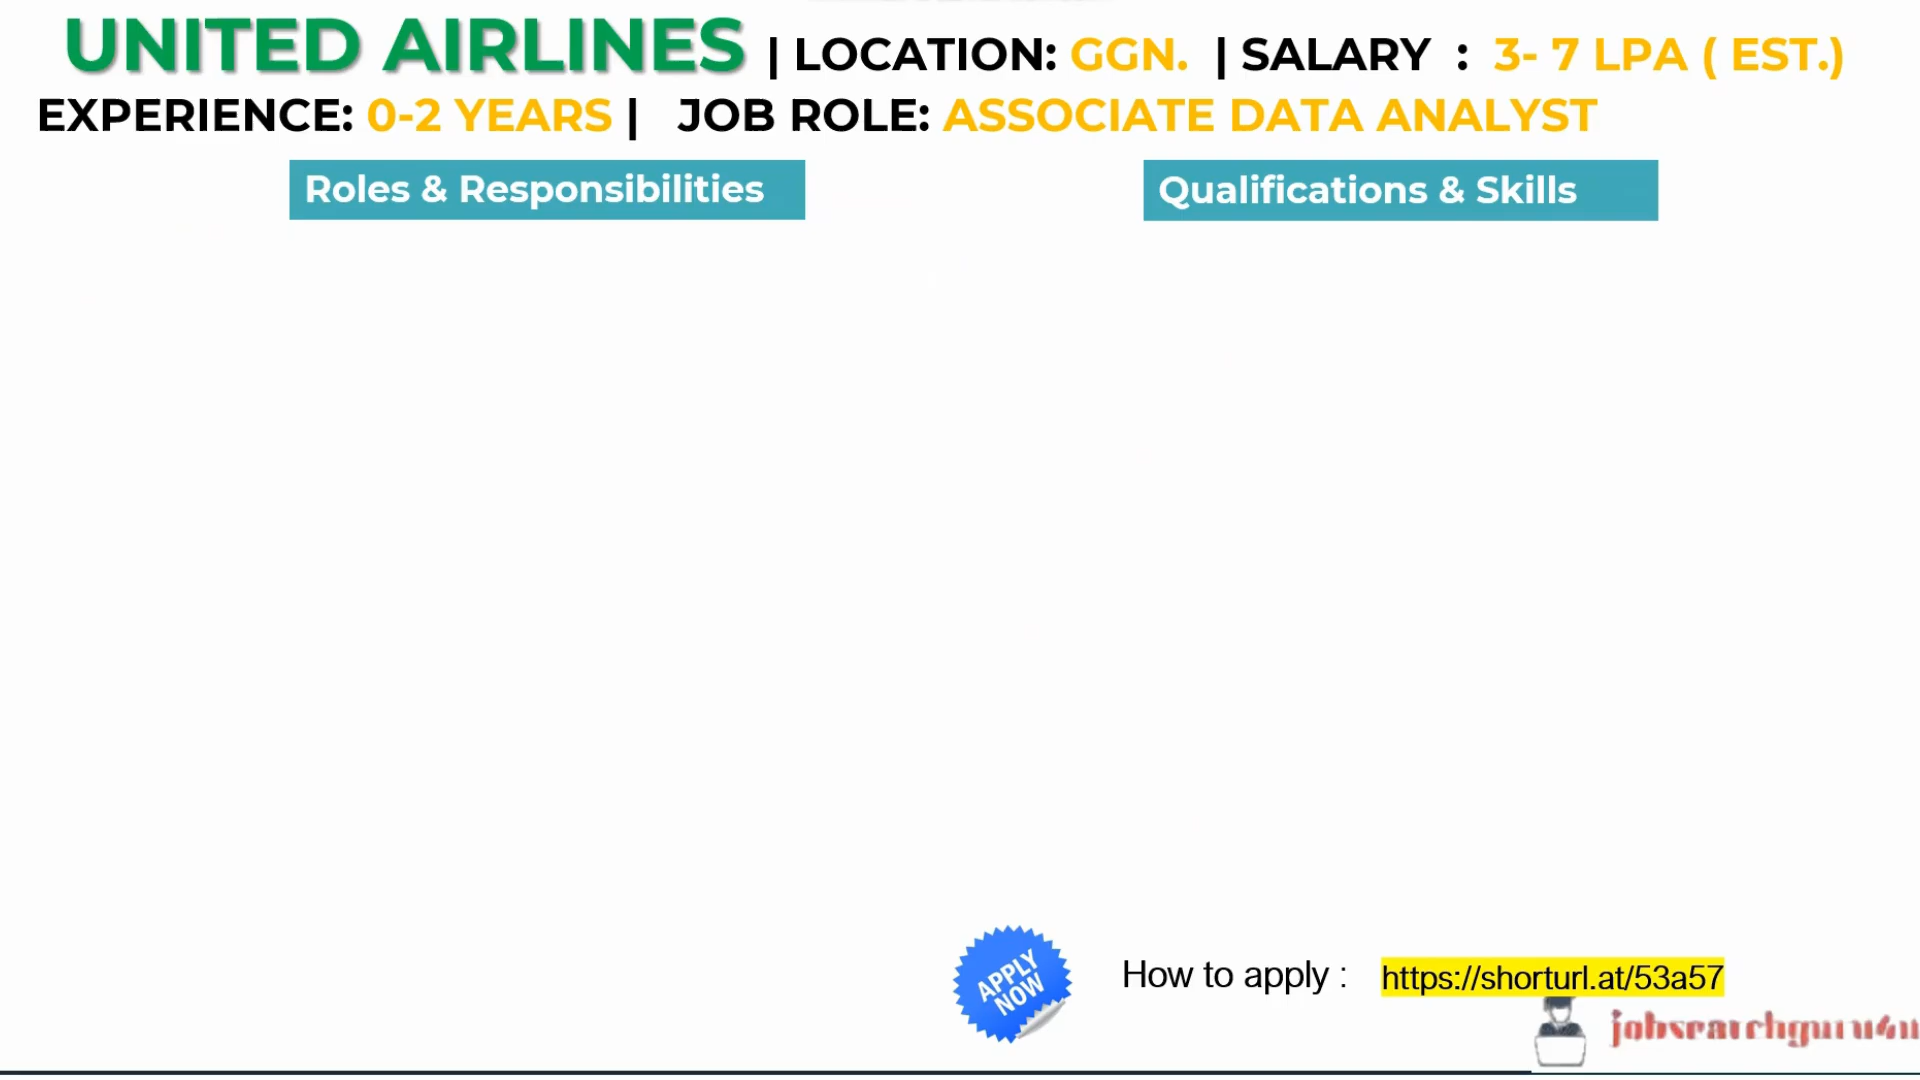 UNITED AIRLINES | LOCATION: GGN. | SALARY : 3- 7 LPA ( EST.)
EXPERIENCE: 0-2 YEARS | JOB ROLE: ASSOCIATE DATA ANALYST
Roles & Responsibilities
Qualifications & Skills
APPLY NOW
How to apply : https://shorturl.at/53a57